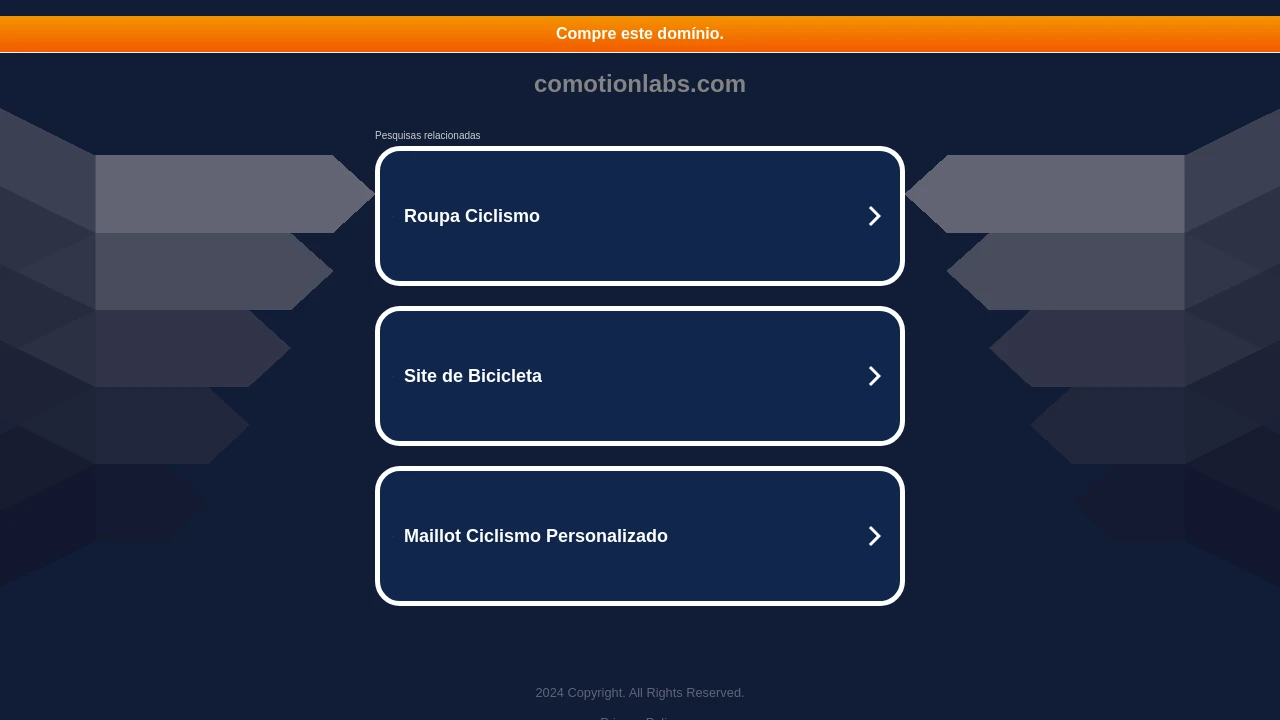 Compre este domínio.
comotionlabs.com
Pesquisas relacionadas
Roupa Ciclismo
Site de Bicicleta
Maillot Ciclismo Personalizado
2024 Copyright. All Rights Reserved.